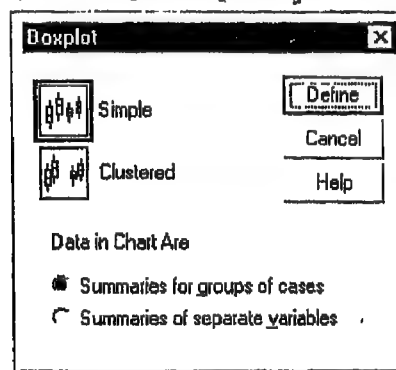 Boxplot
Simple
Define
Cancel
Clustered
Help
Data in Chart Are
Summaries for groups of cases
Summaries of separate variables